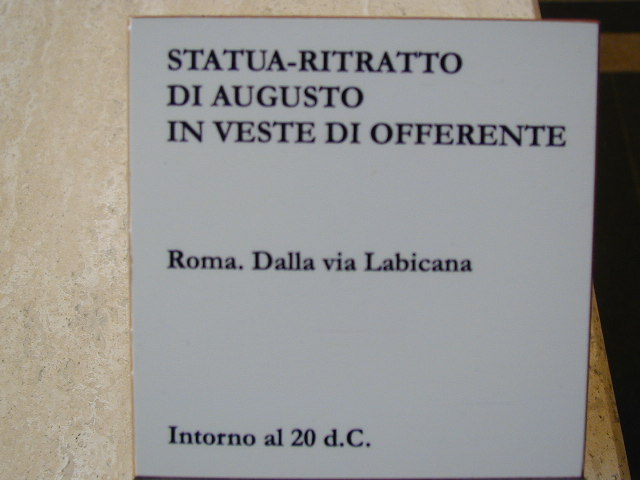 STATUA-RITRATTO
DI AUGUSTO
IN VESTE DI OFFERENTE
Roma. Dalla via Labicana
Intorno al 20 d.C.